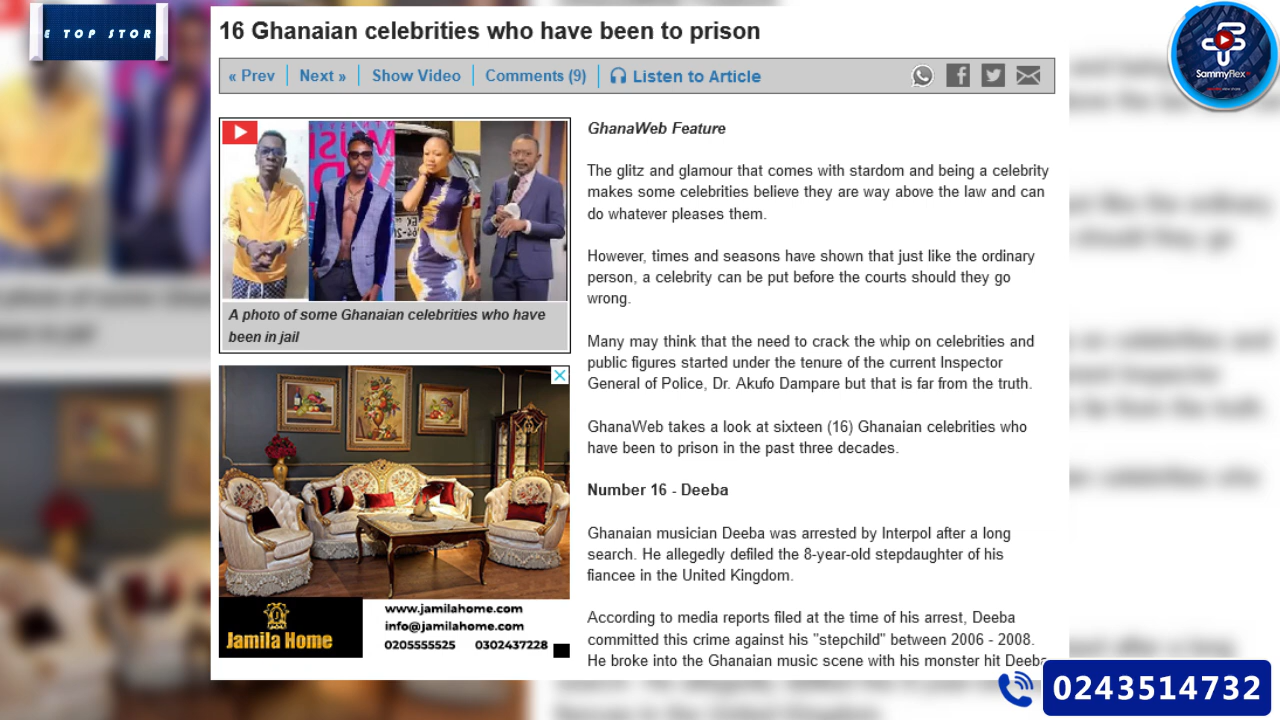 E TOP STOR
16 Ghanaian celebrities who have been to prison
« Prev
Next »
Show Video
Comments (9)
Listen to Article
SammyFlex
A photo of some Ghanaian celebrities who have
been in jail
Jamila Home
www.jamilahome.com
info@jamilahome.com
0205555525 0302437228
GhanaWeb Feature
The glitz and glamour that comes with stardom and being a celebrity
makes some celebrities believe they are way above the law and can
do whatever pleases them.
However, times and seasons have shown that just like the ordinary
person, a celebrity can be put before the courts should they go
wrong.
Many may think that the need to crack the whip on celebrities and
public figures started under the tenure of the current Inspector
General of Police, Dr. Akufo Dampare but that is far from the truth.
GhanaWeb takes a look at sixteen (16) Ghanaian celebrities who
have been to prison in the past three decades.
Number 16 - Deeba
Ghanaian musician Deeba was arrested by Interpol after a long
search. He allegedly defiled the 8-year-old stepdaughter of his
fiancee in the United Kingdom.
According to media reports filed at the time of his arrest, Deeba
committed this crime against his "stepchild" between 2006 - 2008.
He broke into the Ghanaian music scene with his monster hit Deeba
0243514732